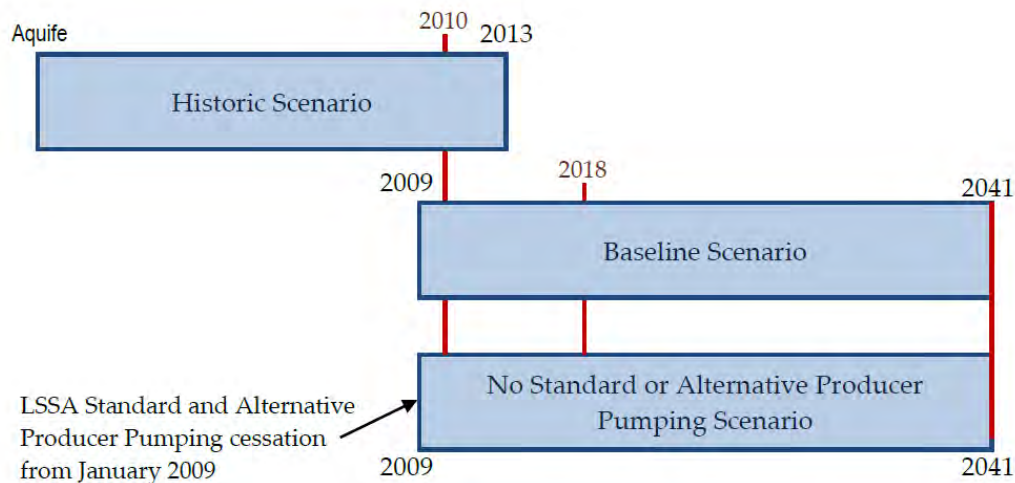 2010
Aquife
2013
Historic Scenario
2009
2018
2041
Baseline Scenario
No Standard or Alternative Producer
Pumping Scenario
LSSA Standard and Alternative
Producer Pumping cessation
from January 2009
2009
2041